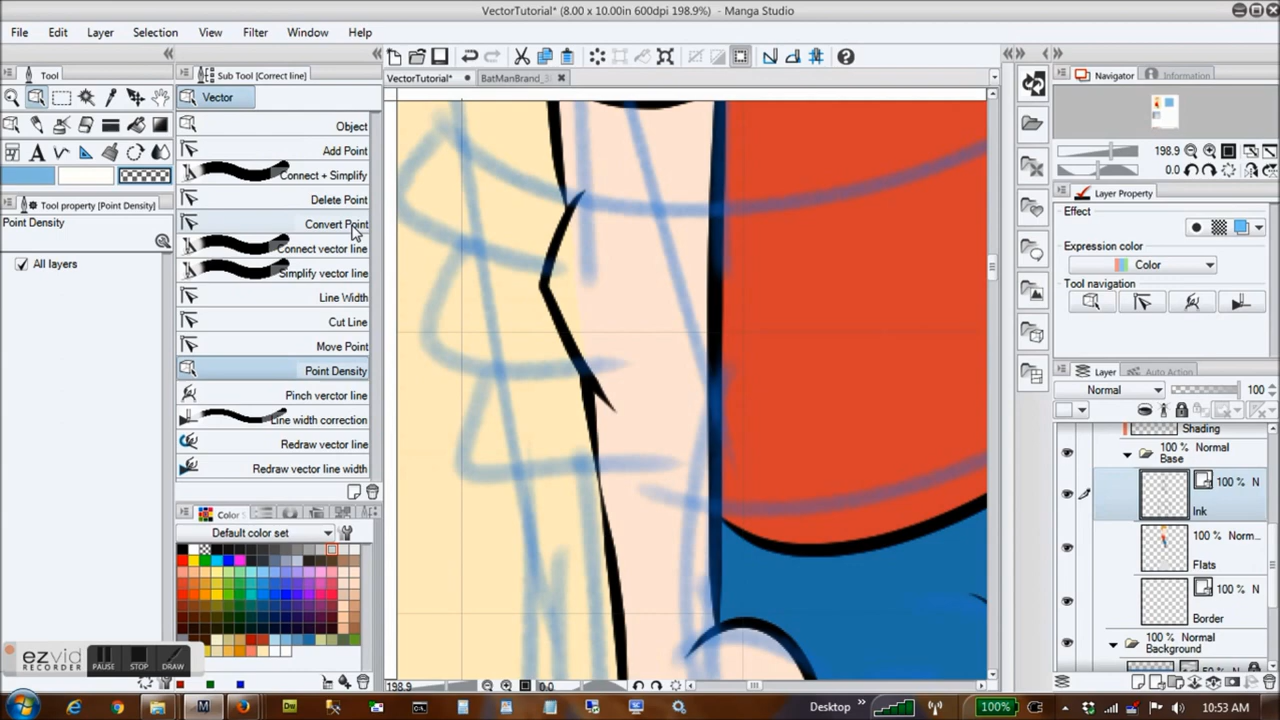 VectorTutorial* (8.00 x 10.00in 600dpi 198.9%) - Manga Studio
File Edit Layer Selection View Filter Window Help
Tool
Sub Tool [Correct line]
VectorTutorial*
BatManBrand_
Navigator
Information
Vector
Object
Add Point
Connect + Simplify
Delete Point
Convert Point
Connect vector line
Simplify vector line
Line Width
Cut Line
Move Point
Point Density
Pinch verctor line
Line width correction
Redraw vector line
Redraw vector line width
Tool property [Point Density]
Point Density
All layers
198.9
0.0
Layer Property
Effect
Expression color
Color
Tool navigation
Layer
Auto Action
Normal
100
Shading
100 % Normal
Base
100 % N
Ink
100 % Norm...
Flats
100 % N
Border
100 % Normal
Background
Color S
Default color set
ezvid
RECORDER
PAUSE
STOP
DRAW
198.9
0.0
Desktop
100%
10:53 AM